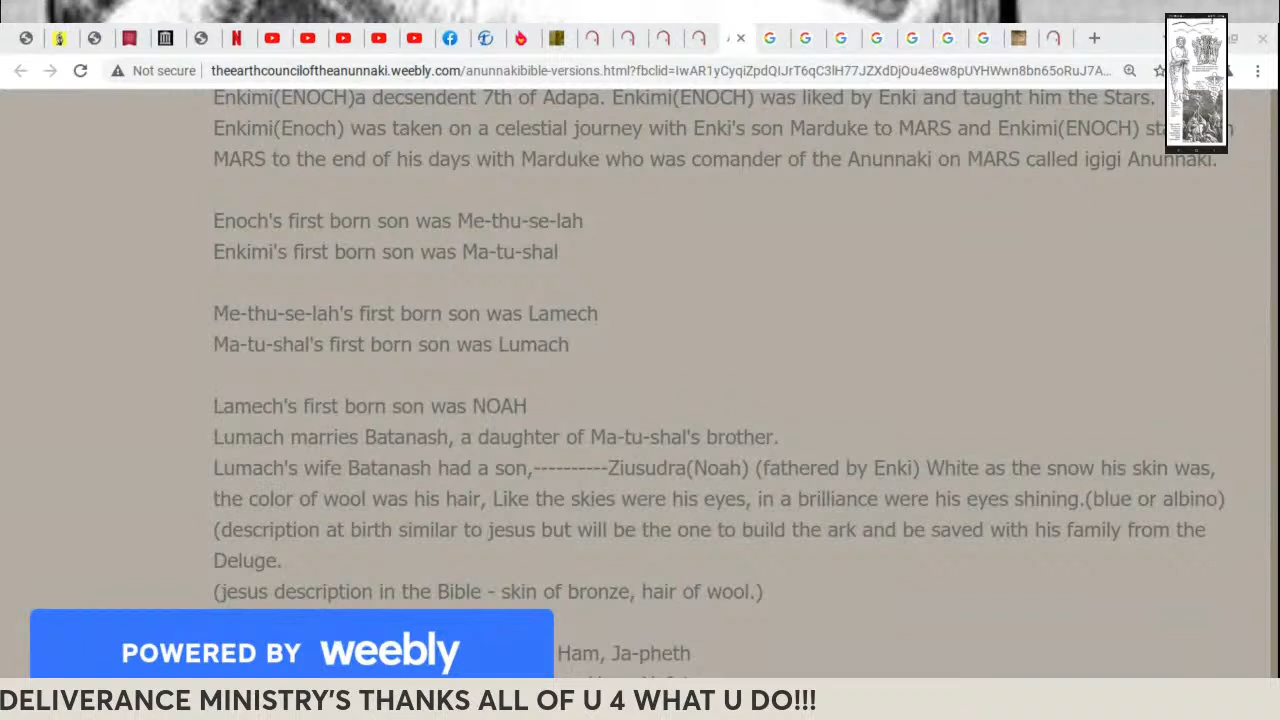 Not secure theearthcounciloftheanunnaki.weebly.com/anunnakibible-versions.html?fbclid=IwAR1yCyqiZpdGJrT6qC3lH77JZXdDjOu4e8w8pUYHWwn8bn65oRuJ7A...
Enkimi(ENOCH)a decsendent 7th of Adapa. Enkimi(ENOCH) was liked by Enki and taught him the Stars.
Enkimi(Enoch) was taken on a celestial journey with Enki's son Marduke to MARS and Enkimi(ENOCH)
MARS to the end of his days with Marduke who was comander of the Anunnaki on MARS called igigi Anunnaki.
Enoch's first born son was Me-thu-se-lah
Enkimi's first born son was Ma-tu-shal
Me-thu-se-lah's first born son was Lamech
Ma-tu-shal's first born son was Lumach
Lamech's first born son was NOAH
Lumach marries Batanash, a daughter of Ma-tu-shal's brother.
Lumach's wife Batanash had a son,----------Ziusudra(Noah) (fathered by Enki) White as the snow his skin was,
the color of wool was his hair, Like the skies were his eyes, in a brilliance were his eyes shining.(blue or albino)
(description at birth similar to jesus but will be the one to build the ark and be saved with his family from the
Deluge.
(jesus description in the Bible - skin of bronze, hair of wool.)
Ham, Ja-pheth
POWERED BY weebly
DELIVERANCE MINISTRY'S THANKS ALL OF U 4 WHAT U DO!!!